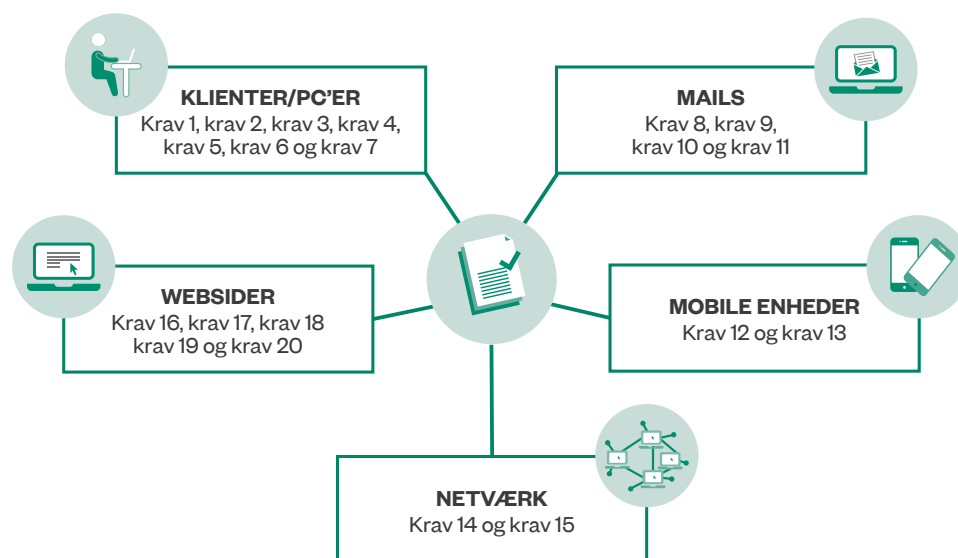 KLIENTER/PC'ER
Krav 1, krav 2, krav 3, krav 4,
krav 5, krav 6 og krav 7
MAILS
Krav 8, krav 9,
krav 10 og krav 11
WEBSIDER
Krav 16, krav 17, krav 18
krav 19 og krav 20
MOBILE ENHEDER
Krav 12 og krav 13
NETVÆRK
Krav 14 og krav 15